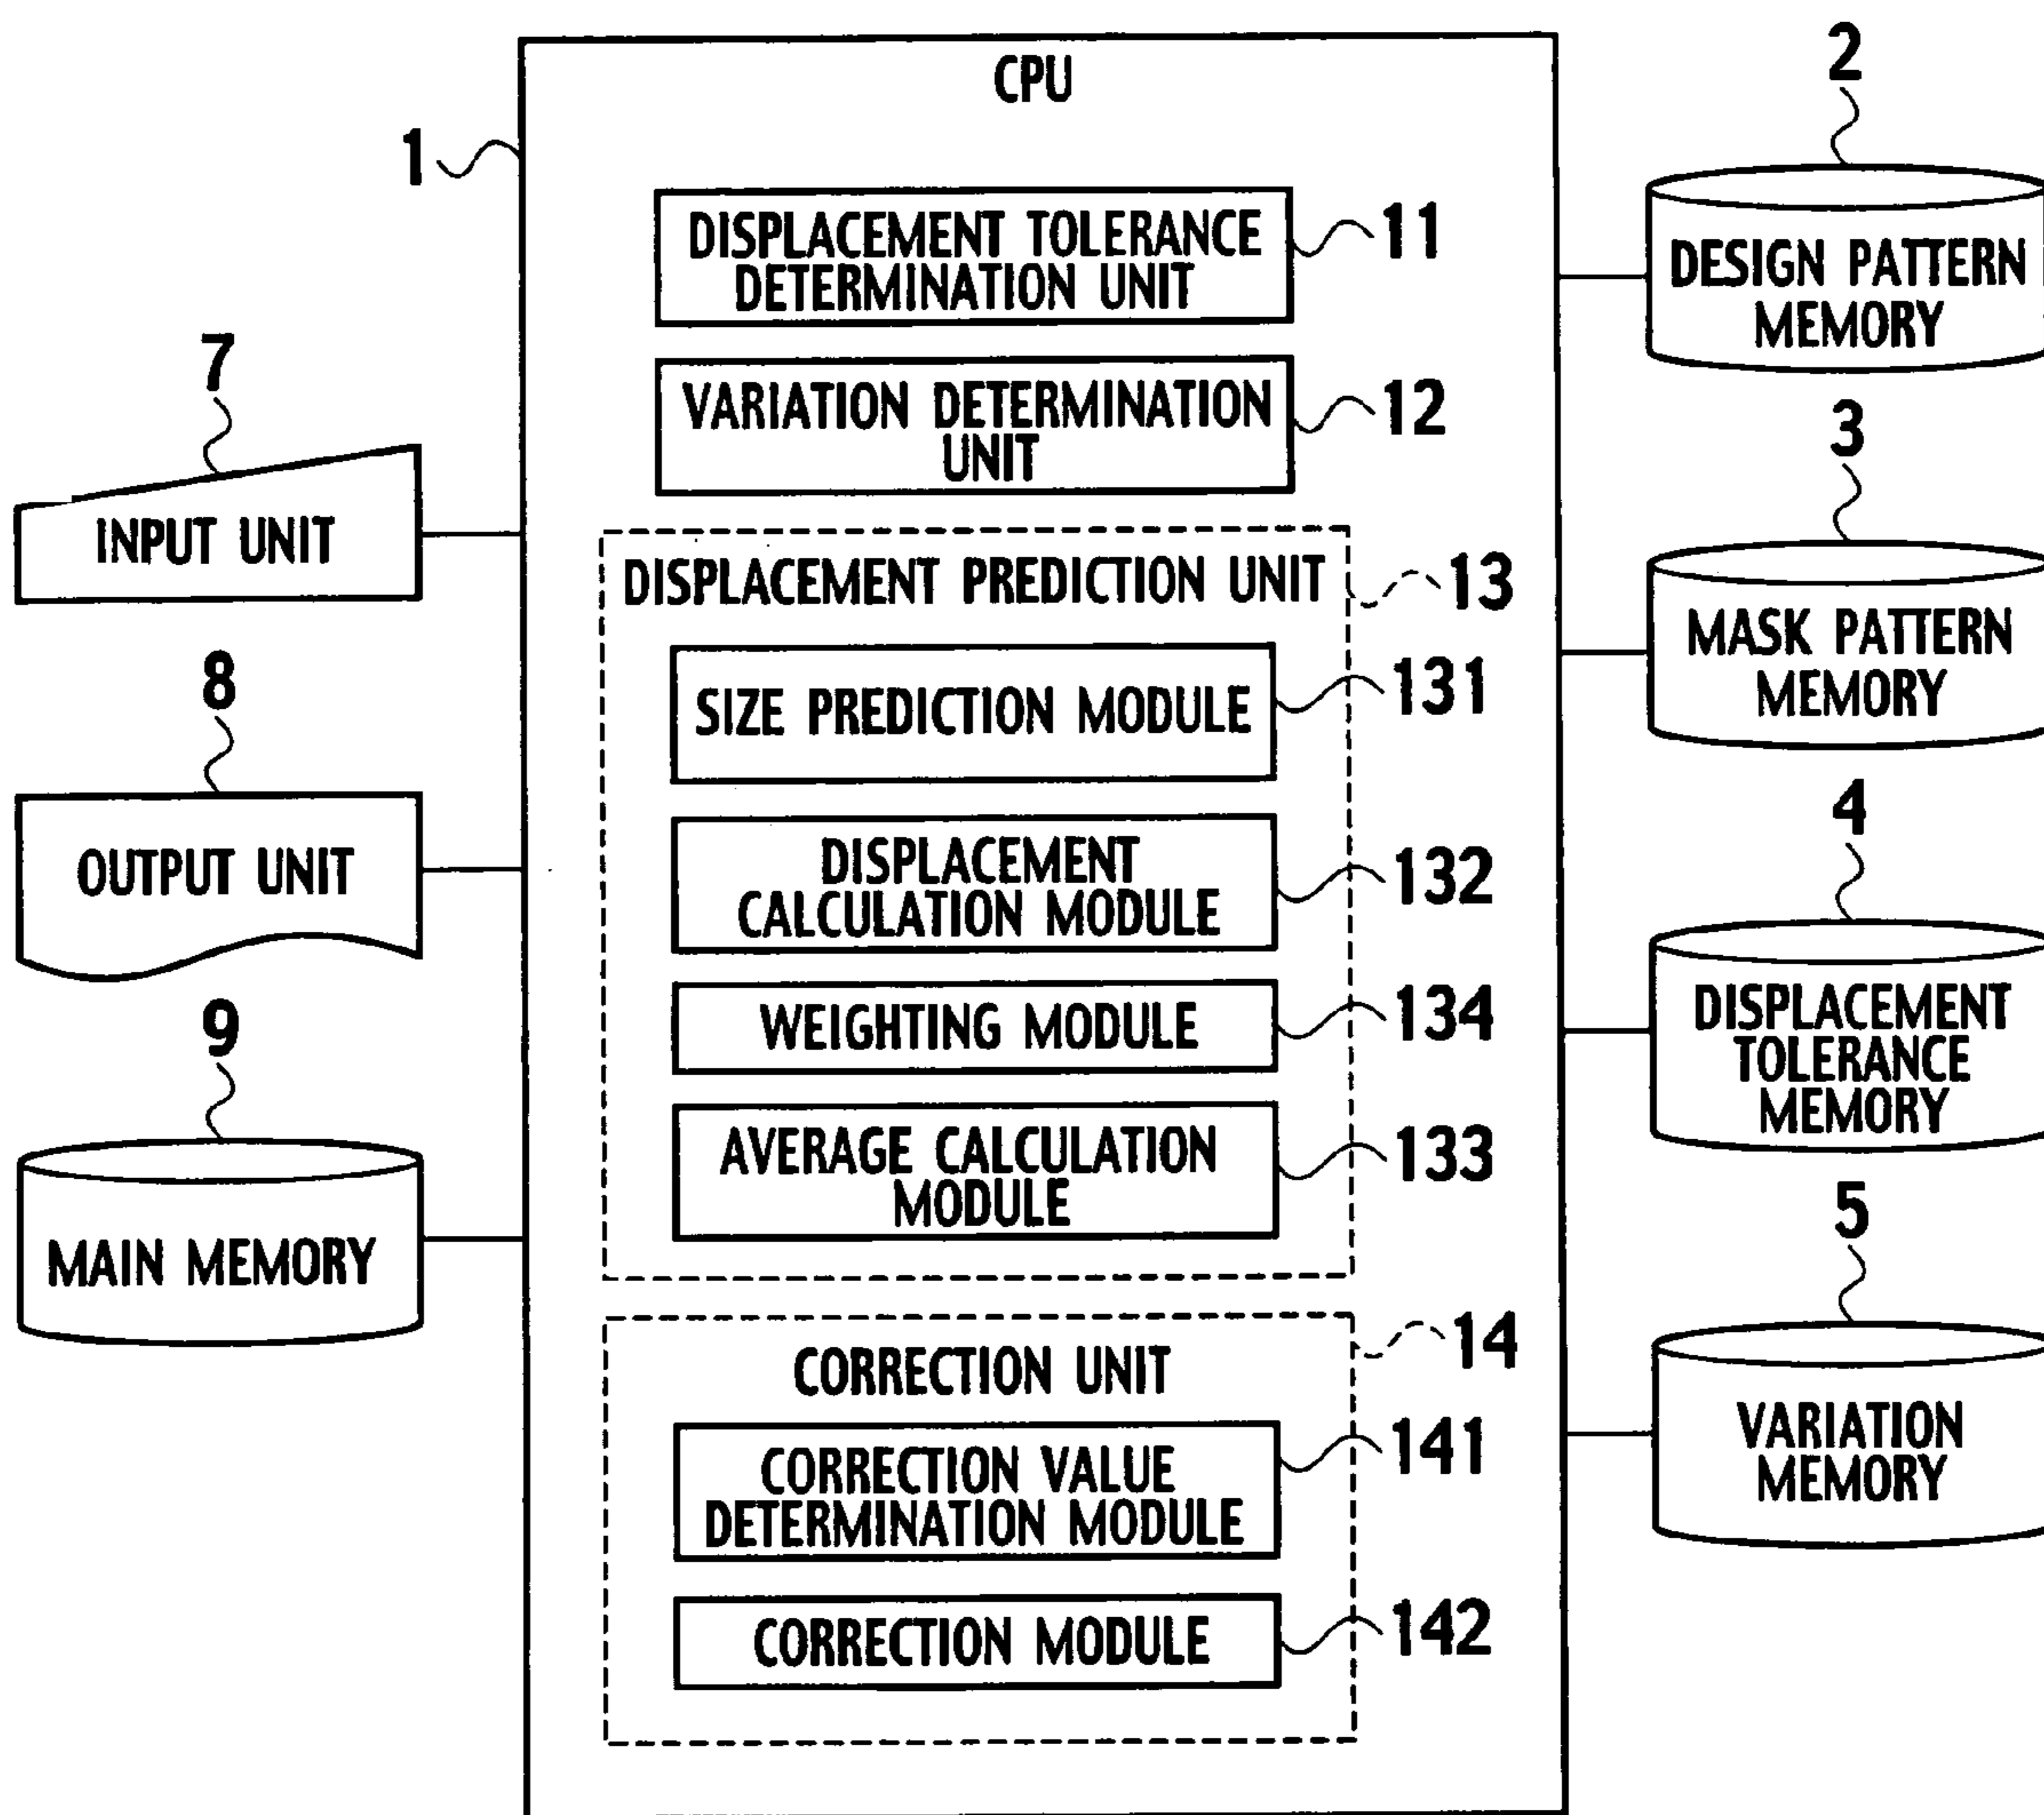 CPU
1
DISPLACEMENT TOLERANCE
DETERMINATION UNIT
11
VARIATION DETERMINATION
UNIT
12
DISPLACEMENT PREDICTION UNIT
13
SIZE PREDICTION MODULE
131
DISPLACEMENT
CALCULATION MODULE
132
WEIGHTING MODULE
134
AVERAGE CALCULATION
MODULE
133
CORRECTION UNIT
14
CORRECTION VALUE
DETERMINATION MODULE
141
CORRECTION MODULE
142
7
INPUT UNIT
8
OUTPUT UNIT
9
MAIN MEMORY
2
DESIGN PATTERN
MEMORY
3
MASK PATTERN
MEMORY
4
DISPLACEMENT
TOLERANCE
MEMORY
5
VARIATION
MEMORY